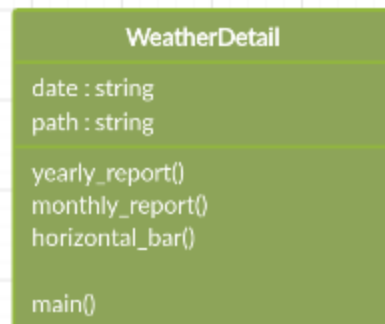 WeatherDetail
date : string
path : string
yearly_report()
monthly_report()
horizontal_bar()
main()